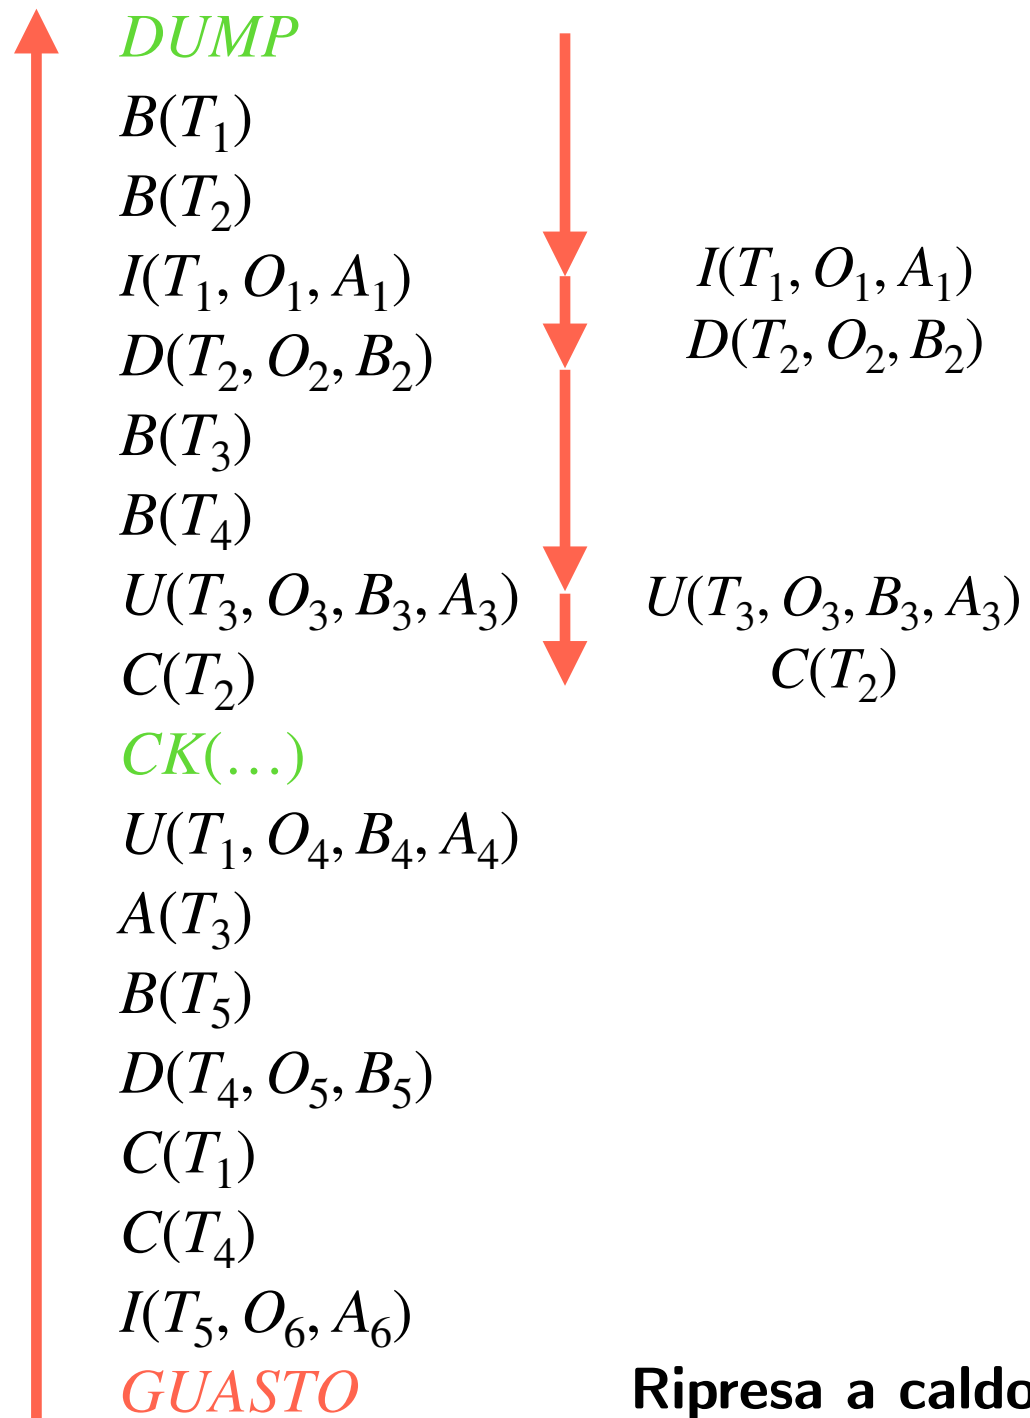 DUMP
B(T₁)
B(T₂)
I(T₁, O₁, A₁) I(T₁, O₁, A₁)
D(T₂, O₂, B₂) D(T₂, O₂, B₂)
B(T₃)
B(T₄)
U(T₃, O₃, B₃, A₃) U(T₃, O₃, B₃, A₃)
C(T₂) C(T₂)
CK(…)
U(T₁, O₄, B₄, A₄)
A(T₃)
B(T₅)
D(T₄, O₅, B₅)
C(T₁)
C(T₄)
I(T₅, O₆, A₆)
GUASTO Ripresa a caldo